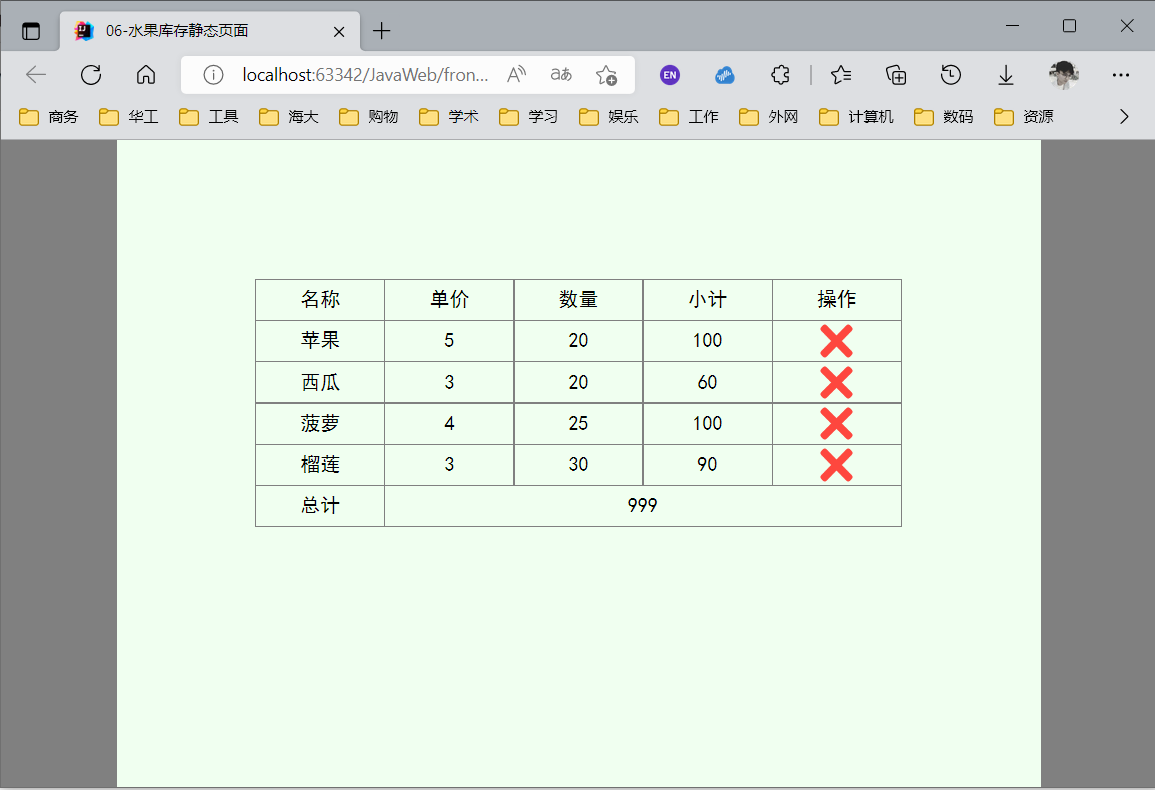 06-水果库存静态页面
localhost:63342/JavaWeb/fron... A aあ EN
商务 华工 工具 海大 购物 学术 学习 娱乐 工作 外网 计算机 数码 资源
名称 单价 数量 小计 操作
苹果 5 20 100
西瓜 3 20 60
菠萝 4 25 100
榴莲 3 30 90
总计 999